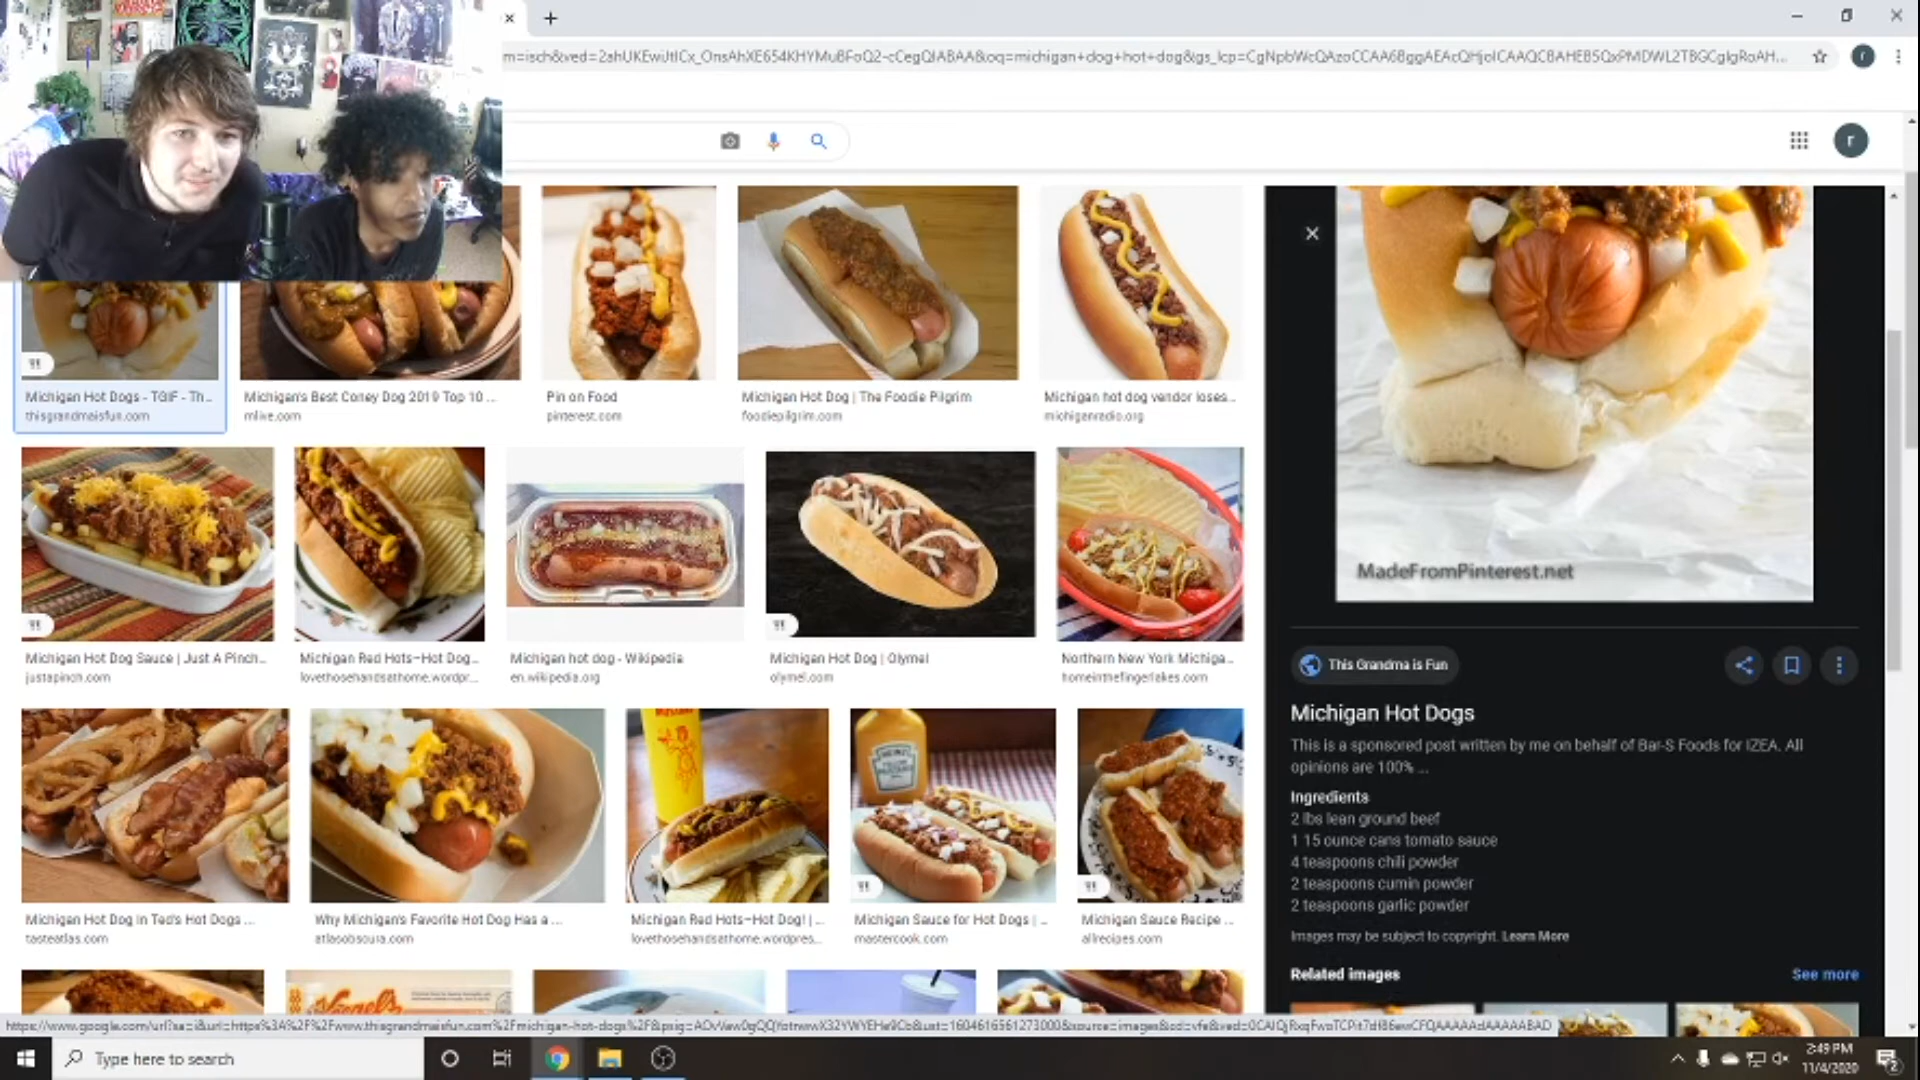 r
r
Michigan Hot Dogs - TGIF - Th...
thisgrandmaisfun.com
Michigan's Best Coney Dog 2019 Top 10 ...
mlive.com
Pin on Food
pinterest.com
Michigan Hot Dog | The Foodie Pilgrim
foodiepilgrim.com
Michigan hot dog vendor loses...
michiganradio.org
MadeFromPinterest.net
Michigan Hot Dog Sauce | Just A Pinch...
justapinch.com
Michigan Red Hots~Hot Dog...
lovethosehandsathome.wordpr...
Michigan hot dog - Wikipedia
en.wikipedia.org
Michigan Hot Dog | Olymel
olymel.com
Northern New York Michiga...
homeinthefingerlakes.com
This Grandma is Fun
Michigan Hot Dogs
This is a sponsored post written by me on behalf of Bar-S Foods for IZEA. All
opinions are 100% ...
Ingredients
2 lbs lean ground beef
1 15 ounce cans tomato sauce
4 teaspoons chili powder
2 teaspoons cumin powder
2 teaspoons garlic powder
Images may be subject to copyright. Learn More
Related images
See more
HEINZ
Michigan Hot Dog In Ted's Hot Dogs ...
tasteatlas.com
Why Michigan's Favorite Hot Dog Has a ...
atlasobscura.com
Michigan Red Hots~Hot Dog! | ...
lovethosehandsathome.wordpres...
Michigan Sauce for Hot Dogs | ...
mastercook.com
Michigan Sauce Recipe ...
allrecipes.com
Type here to search
2:49 PM
11/4/2020
2